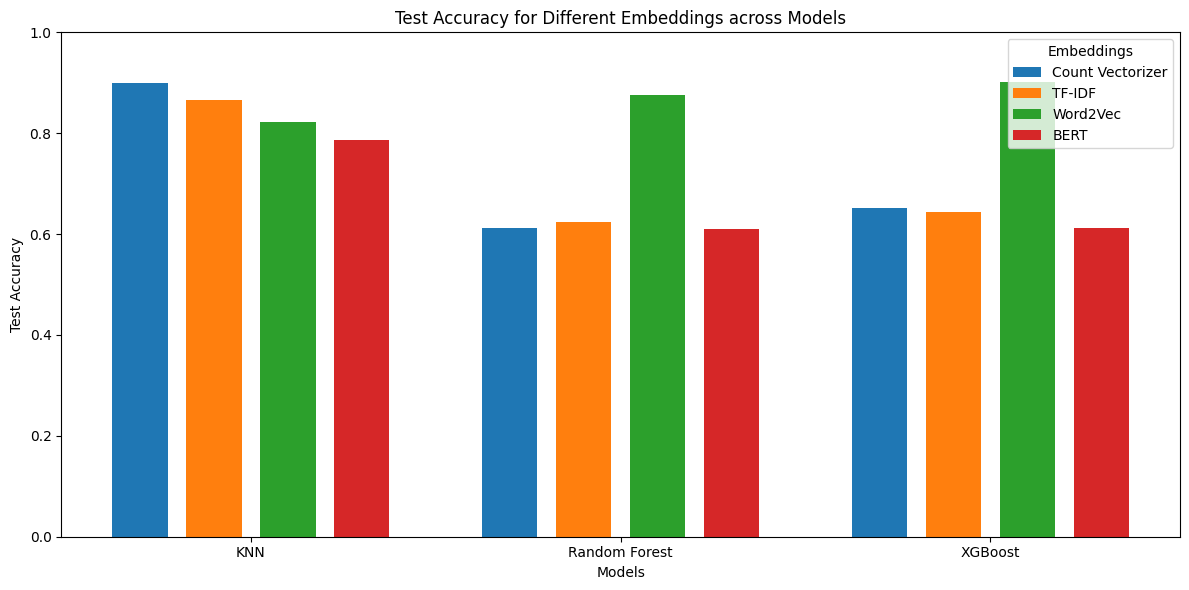 Test Accuracy for Different Embeddings across Models
Embeddings
Count Vectorizer
TF-IDF
Word2Vec
BERT
Test Accuracy
1.0
0.8
0.6
0.4
0.2
0.0
KNN
Random Forest
XGBoost
Models